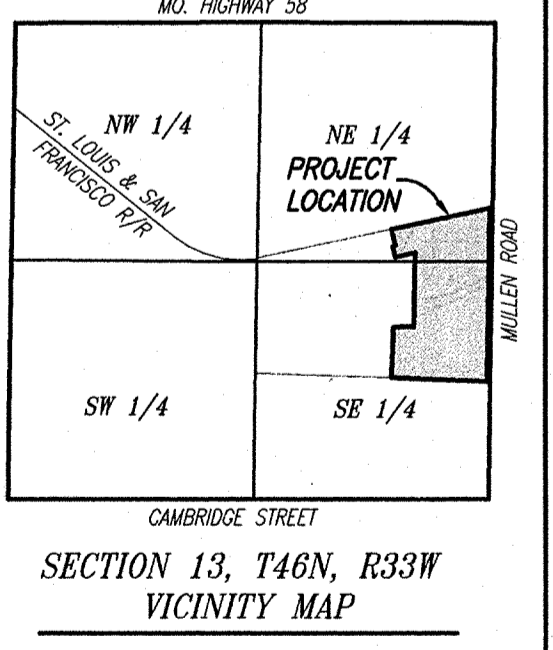 MO. HIGHWAY 58
NW 1/4
NE 1/4
ST. LOUIS & SAN
FRANCISCO R/R
PROJECT
LOCATION
MULLEN ROAD
SW 1/4
SE 1/4
CAMBRIDGE STREET
SECTION 13, T46N, R33W
VICINITY MAP